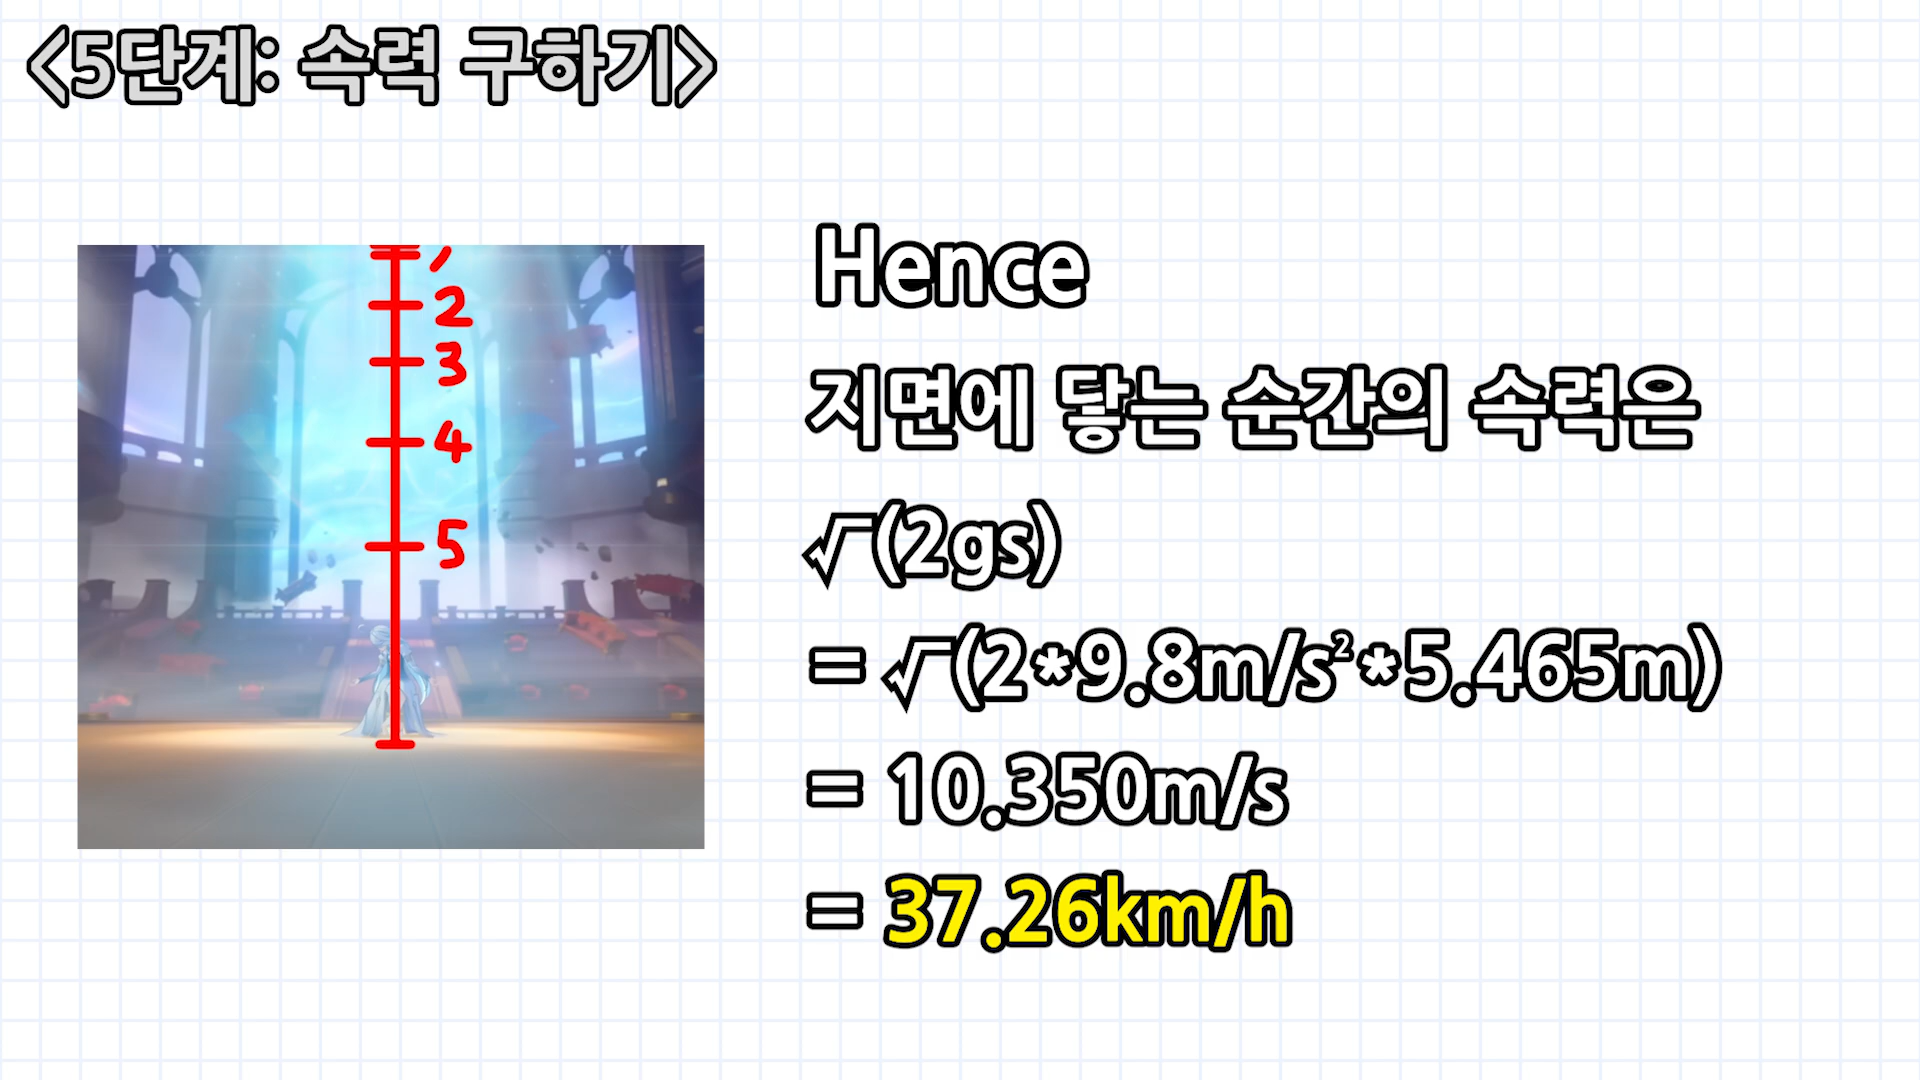 <5단계: 속력 구하기>
2
3
4
5
Hence
지면에 닿는 순간의 속력은
√(2gs)
= √(2*9.8m/s²*5.465m)
= 10.350m/s
= 37.26km/h